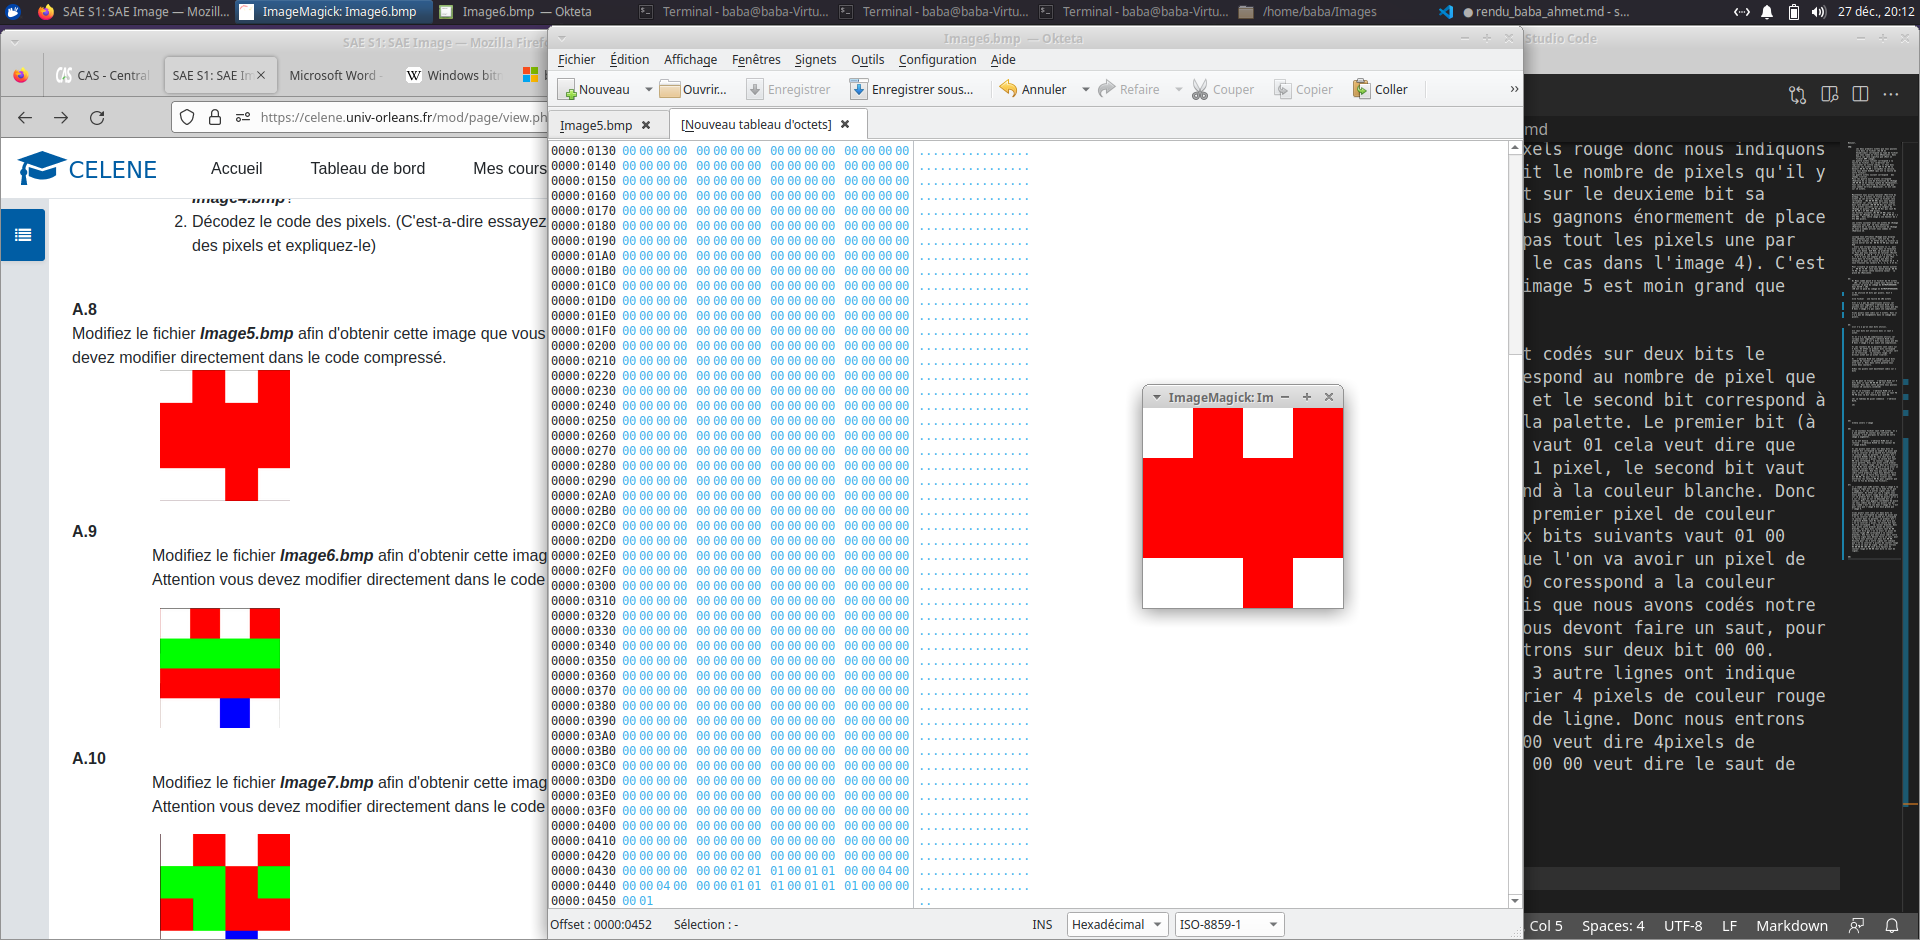 SAE S1: SAE Image — Mozill...
ImageMagick: Image6.bmp
Image6.bmp — Okteta
Terminal - baba@baba-Virtu...
Terminal - baba@baba-Virtu...
Terminal - baba@baba-Virtu...
/home/baba/Images
● rendu_baba_ahmet.md - s...
27 déc., 20:12
SAE S1: SAE Image — Mozilla Firef
CAS - Central
SAE S1: SAE Im
Microsoft Word -
Windows bitm
https://celene.univ-orleans.fr/mod/page/view.ph
CELENE
Accueil
Tableau de bord
Mes cours
Image4.bmp?
2. Décodez le code des pixels. (C'est-a-dire essayez
des pixels et expliquez-le)
A.8
Modifiez le fichier Image5.bmp afin d'obtenir cette image que vous
devez modifier directement dans le code compressé.
A.9
Modifiez le fichier Image6.bmp afin d'obtenir cette imag
Attention vous devez modifier directement dans le code
A.10
Modifiez le fichier Image7.bmp afin d'obtenir cette imag
Attention vous devez modifier directement dans le code
Image6.bmp — Okteta
Fichier Édition Affichage Fenêtres Signets Outils Configuration Aide
Nouveau Ouvrir... Enregistrer Enregistrer sous... Annuler Refaire Couper Copier Coller
Image5.bmp
[Nouveau tableau d'octets]
0000:0130 00 00 00 00 00 00 00 00 00 00 00 00 00 00 00 00 ................
0000:0140 00 00 00 00 00 00 00 00 00 00 00 00 00 00 00 00 ................
0000:0150 00 00 00 00 00 00 00 00 00 00 00 00 00 00 00 00 ................
0000:0160 00 00 00 00 00 00 00 00 00 00 00 00 00 00 00 00 ................
0000:0170 00 00 00 00 00 00 00 00 00 00 00 00 00 00 00 00 ................
0000:0180 00 00 00 00 00 00 00 00 00 00 00 00 00 00 00 00 ................
0000:0190 00 00 00 00 00 00 00 00 00 00 00 00 00 00 00 00 ................
0000:01A0 00 00 00 00 00 00 00 00 00 00 00 00 00 00 00 00 ................
0000:01B0 00 00 00 00 00 00 00 00 00 00 00 00 00 00 00 00 ................
0000:01C0 00 00 00 00 00 00 00 00 00 00 00 00 00 00 00 00 ................
0000:01D0 00 00 00 00 00 00 00 00 00 00 00 00 00 00 00 00 ................
0000:01E0 00 00 00 00 00 00 00 00 00 00 00 00 00 00 00 00 ................
0000:01F0 00 00 00 00 00 00 00 00 00 00 00 00 00 00 00 00 ................
0000:0200 00 00 00 00 00 00 00 00 00 00 00 00 00 00 00 00 ................
0000:0210 00 00 00 00 00 00 00 00 00 00 00 00 00 00 00 00 ................
0000:0220 00 00 00 00 00 00 00 00 00 00 00 00 00 00 00 00 ................
0000:0230 00 00 00 00 00 00 00 00 00 00 00 00 00 00 00 00 ................
0000:0240 00 00 00 00 00 00 00 00 00 00 00 00 00 00 00 00 ................
0000:0250 00 00 00 00 00 00 00 00 00 00 00 00 00 00 00 00 ................
0000:0260 00 00 00 00 00 00 00 00 00 00 00 00 00 00 00 00 ................
0000:0270 00 00 00 00 00 00 00 00 00 00 00 00 00 00 00 00 ................
0000:0280 00 00 00 00 00 00 00 00 00 00 00 00 00 00 00 00 ................
0000:0290 00 00 00 00 00 00 00 00 00 00 00 00 00 00 00 00 ................
0000:02A0 00 00 00 00 00 00 00 00 00 00 00 00 00 00 00 00 ................
0000:02B0 00 00 00 00 00 00 00 00 00 00 00 00 00 00 00 00 ................
0000:02C0 00 00 00 00 00 00 00 00 00 00 00 00 00 00 00 00 ................
0000:02D0 00 00 00 00 00 00 00 00 00 00 00 00 00 00 00 00 ................
0000:02E0 00 00 00 00 00 00 00 00 00 00 00 00 00 00 00 00 ................
0000:02F0 00 00 00 00 00 00 00 00 00 00 00 00 00 00 00 00 ................
0000:0300 00 00 00 00 00 00 00 00 00 00 00 00 00 00 00 00 ................
0000:0310 00 00 00 00 00 00 00 00 00 00 00 00 00 00 00 00 ................
0000:0320 00 00 00 00 00 00 00 00 00 00 00 00 00 00 00 00 ................
0000:0330 00 00 00 00 00 00 00 00 00 00 00 00 00 00 00 00 ................
0000:0340 00 00 00 00 00 00 00 00 00 00 00 00 00 00 00 00 ................
0000:0350 00 00 00 00 00 00 00 00 00 00 00 00 00 00 00 00 ................
0000:0360 00 00 00 00 00 00 00 00 00 00 00 00 00 00 00 00 ................
0000:0370 00 00 00 00 00 00 00 00 00 00 00 00 00 00 00 00 ................
0000:0380 00 00 00 00 00 00 00 00 00 00 00 00 00 00 00 00 ................
0000:0390 00 00 00 00 00 00 00 00 00 00 00 00 00 00 00 00 ................
0000:03A0 00 00 00 00 00 00 00 00 00 00 00 00 00 00 00 00 ................
0000:03B0 00 00 00 00 00 00 00 00 00 00 00 00 00 00 00 00 ................
0000:03C0 00 00 00 00 00 00 00 00 00 00 00 00 00 00 00 00 ................
0000:03D0 00 00 00 00 00 00 00 00 00 00 00 00 00 00 00 00 ................
0000:03E0 00 00 00 00 00 00 00 00 00 00 00 00 00 00 00 00 ................
0000:03F0 00 00 00 00 00 00 00 00 00 00 00 00 00 00 00 00 ................
0000:0400 00 00 00 00 00 00 00 00 00 00 00 00 00 00 00 00 ................
0000:0410 00 00 00 00 00 00 00 00 00 00 00 00 00 00 00 00 ................
0000:0420 00 00 00 00 00 00 00 00 00 00 00 00 00 00 00 00 ................
0000:0430 00 00 00 00 00 00 02 01 01 00 01 01 00 00 04 00 ................
0000:0440 00 00 04 00 00 00 01 01 01 00 01 01 01 00 00 00 ................
0000:0450 00 01 ..
Offset : 0000:0452
Sélection : -
INS
Hexadécimal
ISO-8859-1
ImageMagick: Im
Studio Code
md
xels rouge donc nous indiquons
it le nombre de pixels qu'il y
t sur le deuxieme bit sa
us gagnons énormement de place
pas tout les pixels une par
le cas dans l'image 4). C'est
image 5 est moin grand que
t codés sur deux bits le
espond au nombre de pixel que
et le second bit correspond à
la palette. Le premier bit (à
vaut 01 cela veut dire que
1 pixel, le second bit vaut
nd à la couleur blanche. Donc
premier pixel de couleur
x bits suivants vaut 01 00
ue l'on va avoir un pixel de
0 coresspond a la couleur
is que nous avons codés notre
ous devont faire un saut, pour
trons sur deux bit 00 00.
3 autre lignes ont indique
rier 4 pixels de couleur rouge
de ligne. Donc nous entrons
00 veut dire 4pixels de
00 00 veut dire le saut de
Col 5
Spaces: 4
UTF-8
LF
Markdown